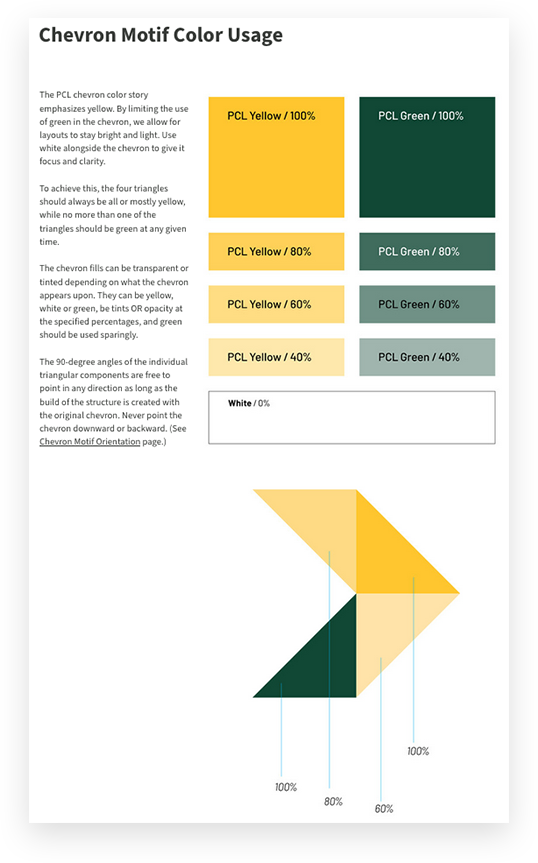 Chevron Motif Color Usage
The PCL chevron color story
emphasizes yellow. By limiting the use
of green in the chevron, we allow for
layouts to stay bright and light. Use
white alongside the chevron to give it
focus and clarity.
To achieve this, the four triangles
should always be all or mostly yellow,
while no more than one of the
triangles should be green at any given
time.
The chevron fills can be transparent or
tinted depending on what the chevron
appears upon. They can be yellow,
white or green, be tints OR opacity at
the specified percentages, and green
should be used sparingly.
The 90-degree angles of the individual
triangular components are free to
point in any direction as long as the
build of the structure is created with
the original chevron. Never point the
chevron downward or backward. (See
Chevron Motif Orientation page.)
PCL Yellow / 100%
PCL Green / 100%
PCL Yellow / 80%
PCL Green / 80%
PCL Yellow / 60%
PCL Green / 60%
PCL Yellow / 40%
PCL Green / 40%
White / 0%
100%
100%
80%
60%